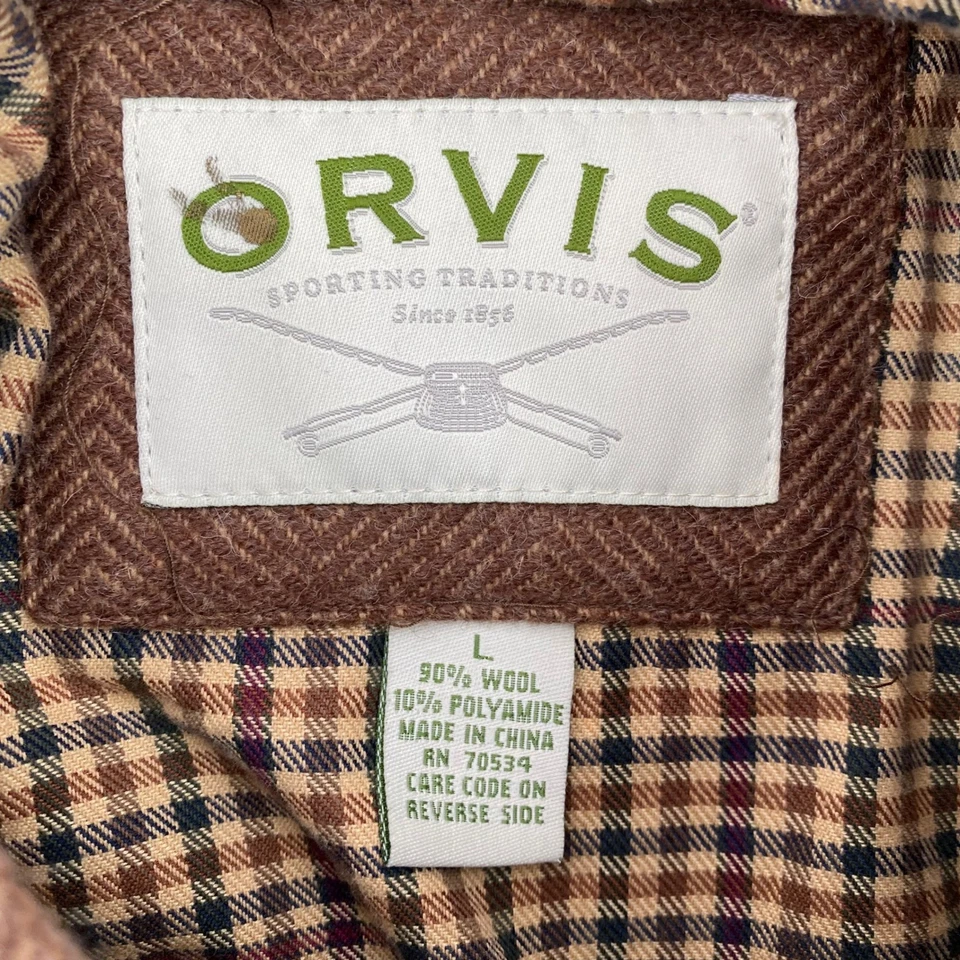 ORVIS®
SPORTING TRADITIONS
Since 1856
L
90% WOOL
10% POLYAMIDE
MADE IN CHINA
RN 70534
CARE CODE ON
REVERSE SIDE